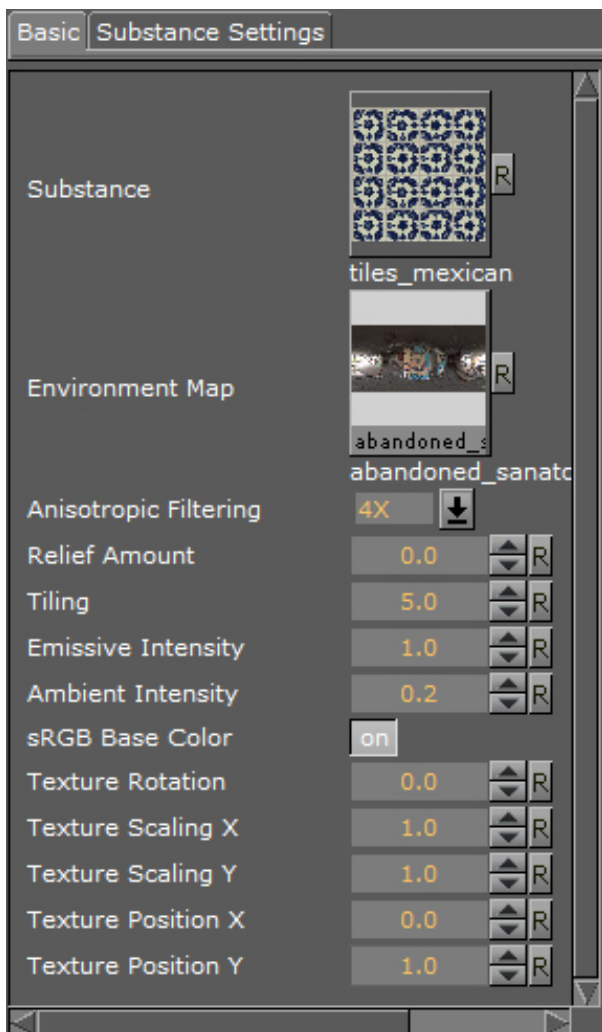 Basic Substance Settings
Substance R
tiles_mexican
Environment Map R
abandoned_s
abandoned_sanato
Anisotropic Filtering 4X
Relief Amount 0.0 R
Tiling 5.0 R
Emissive Intensity 1.0 R
Ambient Intensity 0.2 R
sRGB Base Color on
Texture Rotation 0.0 R
Texture Scaling X 1.0 R
Texture Scaling Y 1.0 R
Texture Position X 0.0 R
Texture Position Y 1.0 R